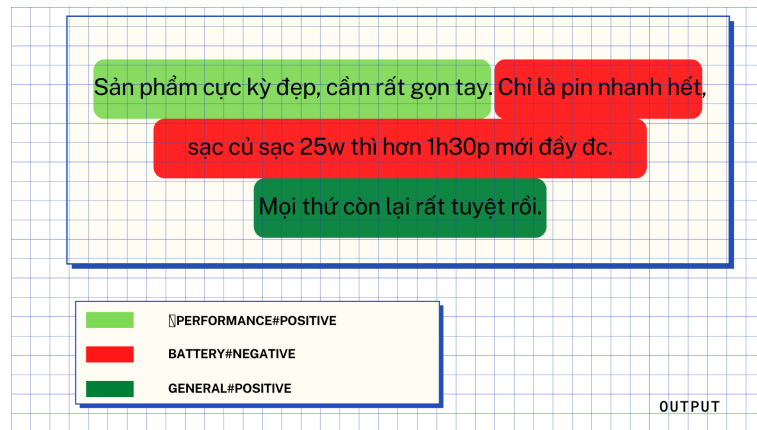 Sản phẩm cực kỳ đẹp, cầm rất gọn tay. Chỉ là pin nhanh hết,
sạc củ sạc 25w thì hơn 1h30p mới đầy đc.
Mọi thứ còn lại rất tuyệt rồi.
PERFORMANCE#POSITIVE
BATTERY#NEGATIVE
GENERAL#POSITIVE
OUTPUT